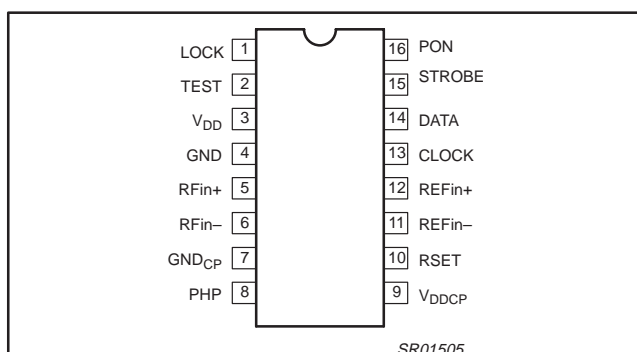 LOCK 1 16 PON
TEST 2 15 STROBE
VDD 3 14 DATA
GND 4 13 CLOCK
RFin+ 5 12 REFin+
RFin– 6 11 REFin–
GNDCP 7 10 RSET
PHP 8 9 VDDCP
SR01505